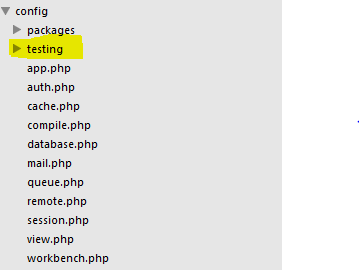 config
packages
testing
app.php
auth.php
cache.php
compile.php
database.php
mail.php
queue.php
remote.php
session.php
view.php
workbench.php